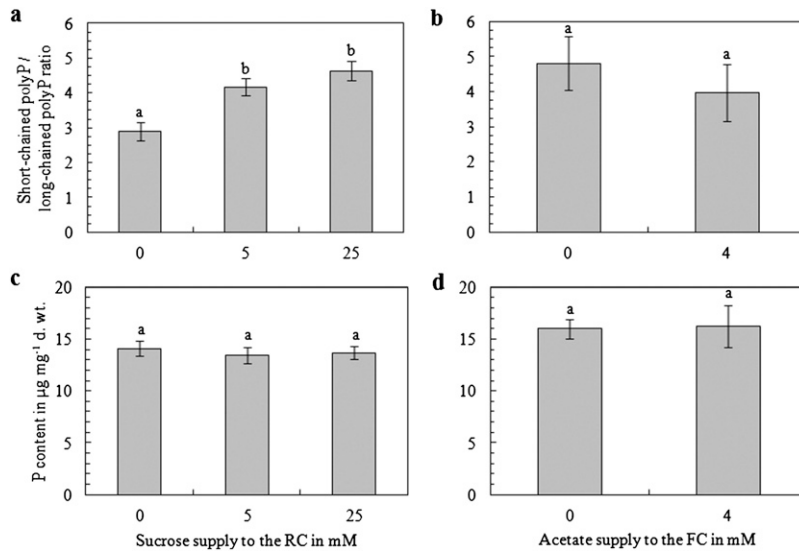 a
Short-chained poly P /
long-chained poly P ratio
6
5
4
3
2
1
0
a
b
b
0 5 25
b
6
5
4
3
2
1
0
a
a
0 4
c
P content in µg mg⁻¹ d. wt.
20
15
10
5
0
a
a
a
0 5 25
Sucrose supply to the RC in mM
d
20
15
10
5
0
a
a
0 4
Acetate supply to the FC in mM